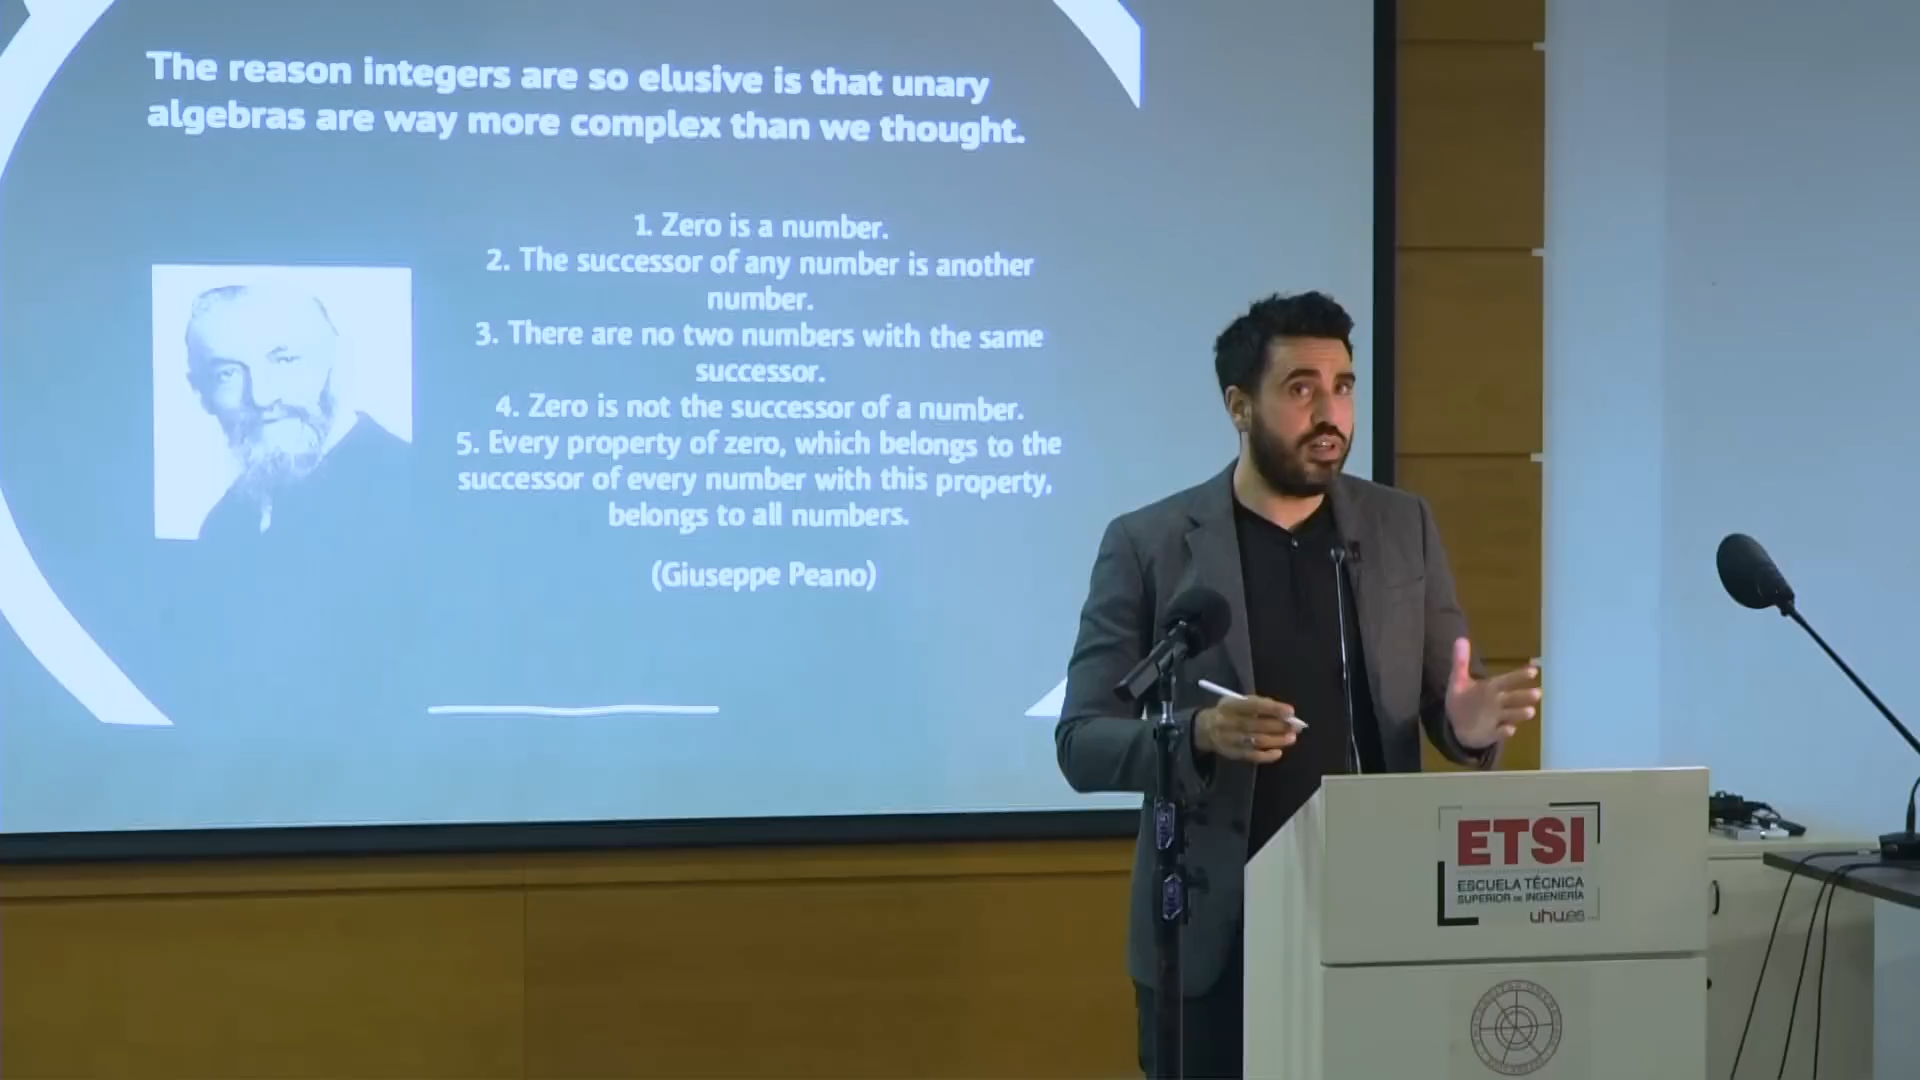 The reason integers are so elusive is that unary
algebras are way more complex than we thought.
1. Zero is a number.
2. The successor of any number is another
number.
3. There are no two numbers with the same
successor.
4. Zero is not the successor of a number.
5. Every property of zero, which belongs to the
successor of every number with this property,
belongs to all numbers.
(Giuseppe Peano)
ETSI
ESCUELA TÉCNICA
SUPERIOR DE INGENIERÍA
uhu.es